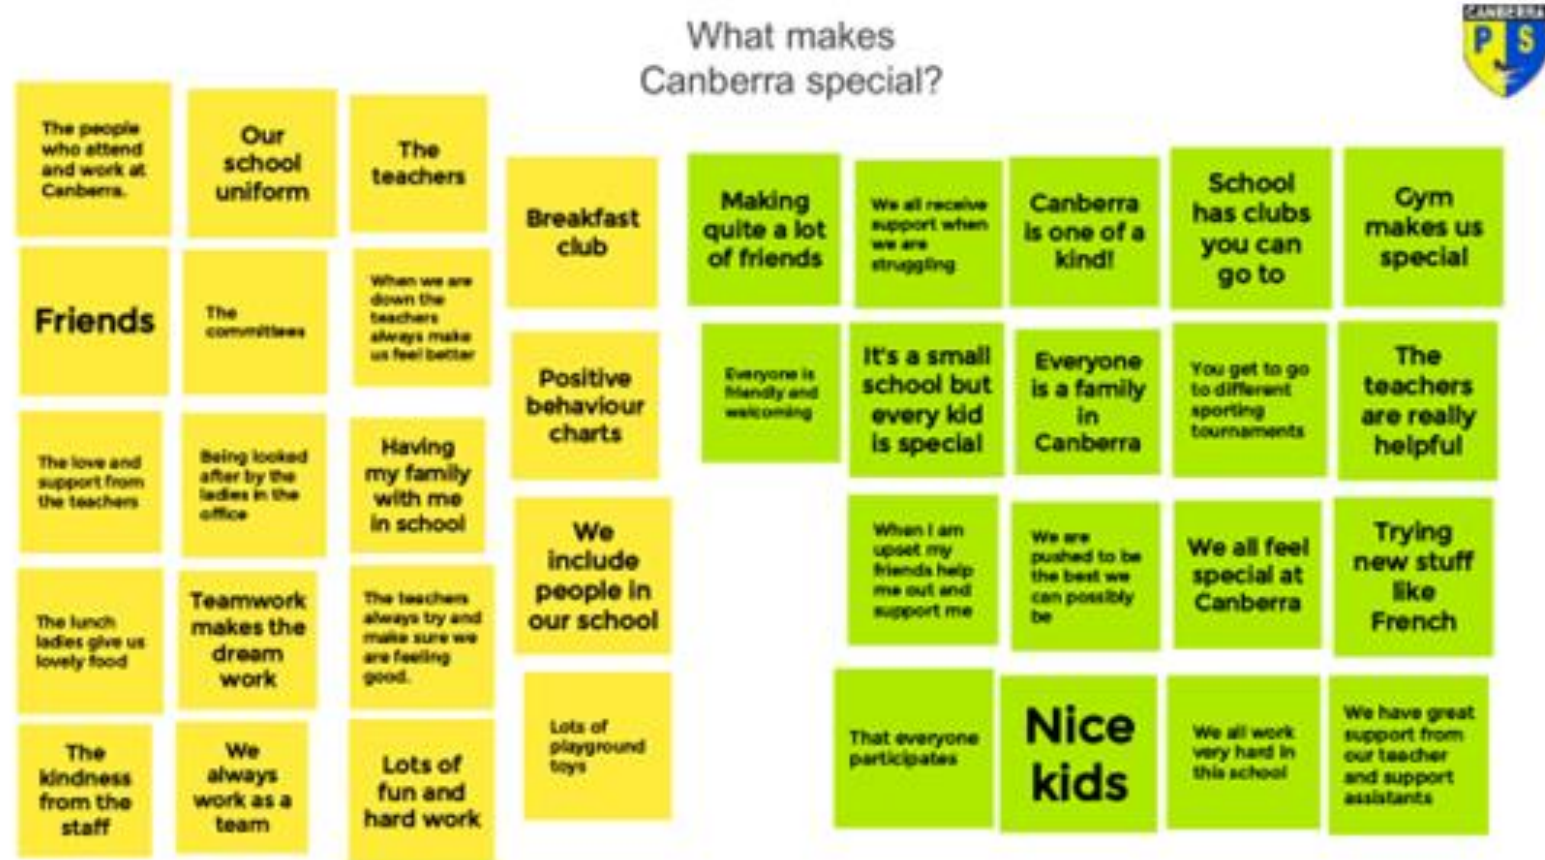 What makes
Canberra special?
CANBERRA
P S
The people
who attend
and work at
Canberra.
Our
school
uniform
The
teachers
Breakfast
club
Making
quite a lot
of friends
We all receive
support when
we are
struggling
Canberra
is one of a
kind!
School
has clubs
you can
go to
Gym
makes us
special
Friends
The
committees
When we are
down the
teachers
always make
us feel better
Positive
behaviour
charts
Everyone is
friendly and
welcoming
It's a small
school but
every kid
is special
Everyone
is a family
in
Canberra
You get to go
to different
sporting
tournaments
The
teachers
are really
helpful
The love and
support from
the teachers
Being looked
after by the
ladies in the
office
Having
my family
with me
in school
We
include
people in
our school
When I am
upset my
friends help
me out and
support me
We are
pushed to be
the best we
can possibly
be
We all feel
special at
Canberra
Trying
new stuff
like
French
The lunch
ladies give us
lovely food
Teamwork
makes the
dream
work
The teachers
always try and
make sure we
are feeling
good.
Lots of
playground
toys
That everyone
participates
Nice
kids
We all work
very hard in
this school
We have great
support from
our teacher
and support
assistants
The
kindness
from the
staff
We
always
work as a
team
Lots of
fun and
hard work